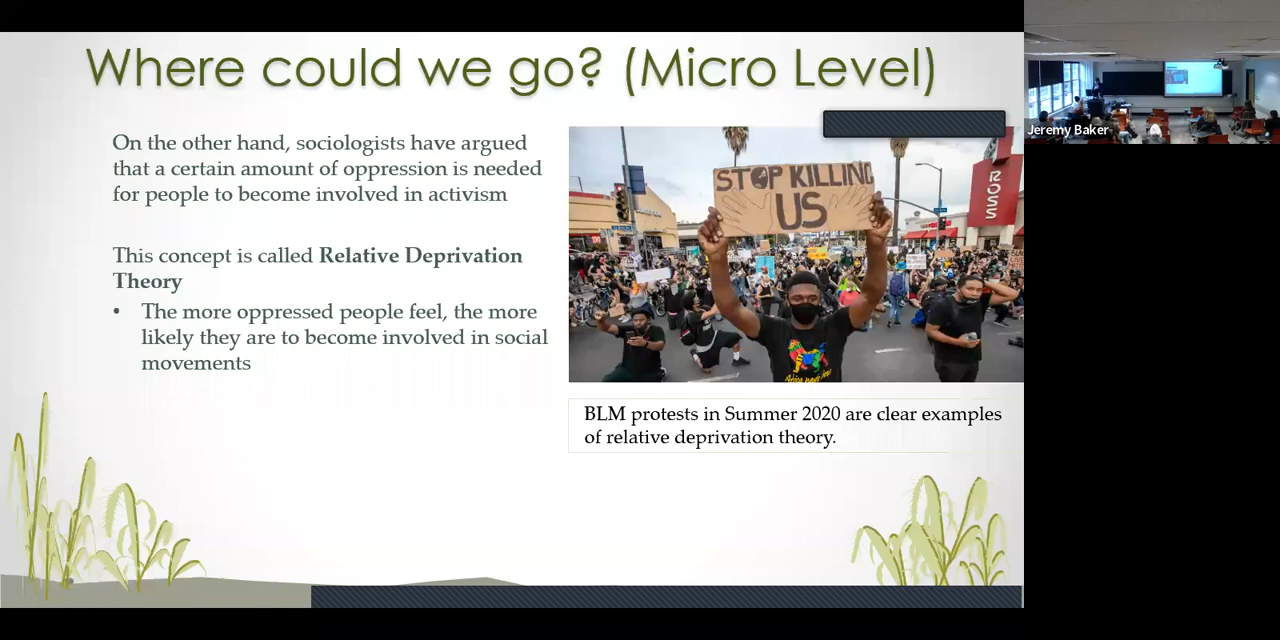 Where could we go? (Micro Level)
On the other hand, sociologists have argued
that a certain amount of oppression is needed
for people to become involved in activism
This concept is called Relative Deprivation
Theory
• The more oppressed people feel, the more
likely they are to become involved in social
movements
STOP KILLING
US
ROSS
BLM protests in Summer 2020 are clear examples
of relative deprivation theory.
Jeremy Baker